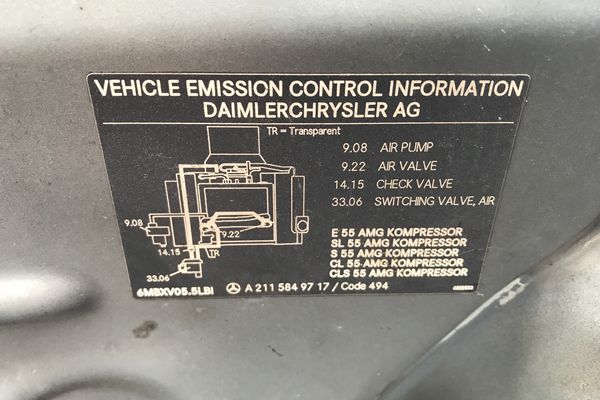 VEHICLE EMISSION CONTROL INFORMATION
DAIMLERCHRYSLER AG
TR = Transparent
9.08 AIR PUMP
9.22 AIR VALVE
14.15 CHECK VALVE
33.06 SWITCHING VALVE, AIR
9.08
9.22
14.15
TR
33.06
E 55 AMG KOMPRESSOR
SL 55 AMG KOMPRESSOR
S 55 AMG KOMPRESSOR
CL 55 AMG KOMPRESSOR
CLS 55 AMG KOMPRESSOR
6MBXV05.5LBI A 211 584 97 17 / Code 494